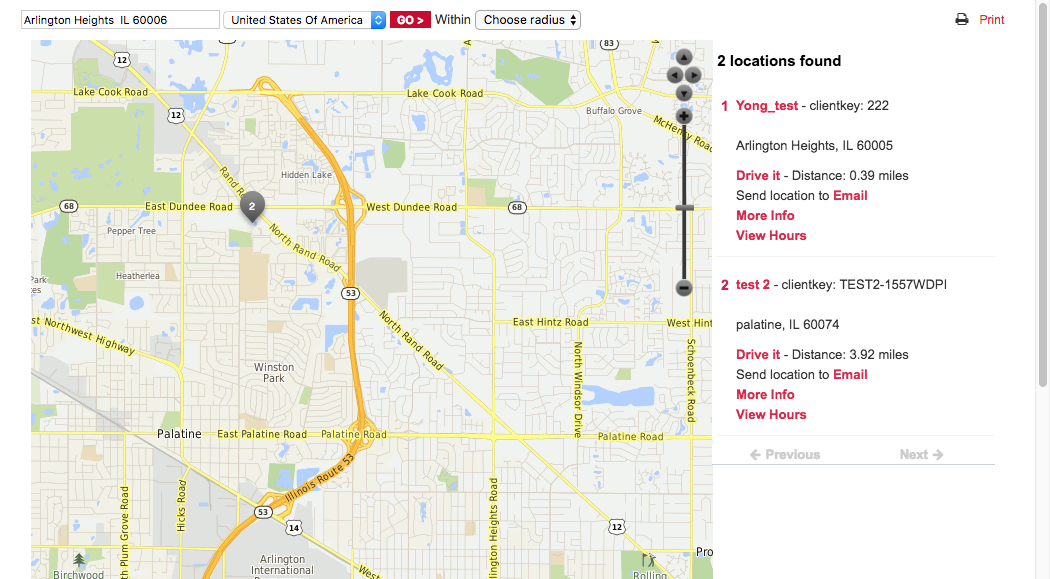 Arlington Heights  IL 60006
United States Of America
GO >
Within
Choose radius
Print
2 locations found
1 Yong_test - clientkey: 222
Arlington Heights, IL 60005
Drive it - Distance: 0.39 miles
Send location to Email
More Info
View Hours
2 test 2 - clientkey: TEST2-1557WDPI
palatine, IL 60074
Drive it - Distance: 3.92 miles
Send location to Email
More Info
View Hours
Previous
Next
83
12
Lake Cook Road
Lake Cook Road
12
Buffalo Grove
McHenry Road
Rand Road
Hidden Lake
68
East Dundee Road
2
West Dundee Road
68
Pepper Tree
North Rand Road
Park
Heatherlea
53
st Northwest Highway
North Rand Road
East Hintz Road
West Hint
North Windsor Drive
Schoenbeck Road
Winston
Park
Palatine
East Palatine Road
Palatine Road
Palatine Road
Illinois Route 53
Hicks Road
th Plum Grove Road
lington Heights Road
53
14
12
Arlington
International
West
Pro
Birchwood
Rolling